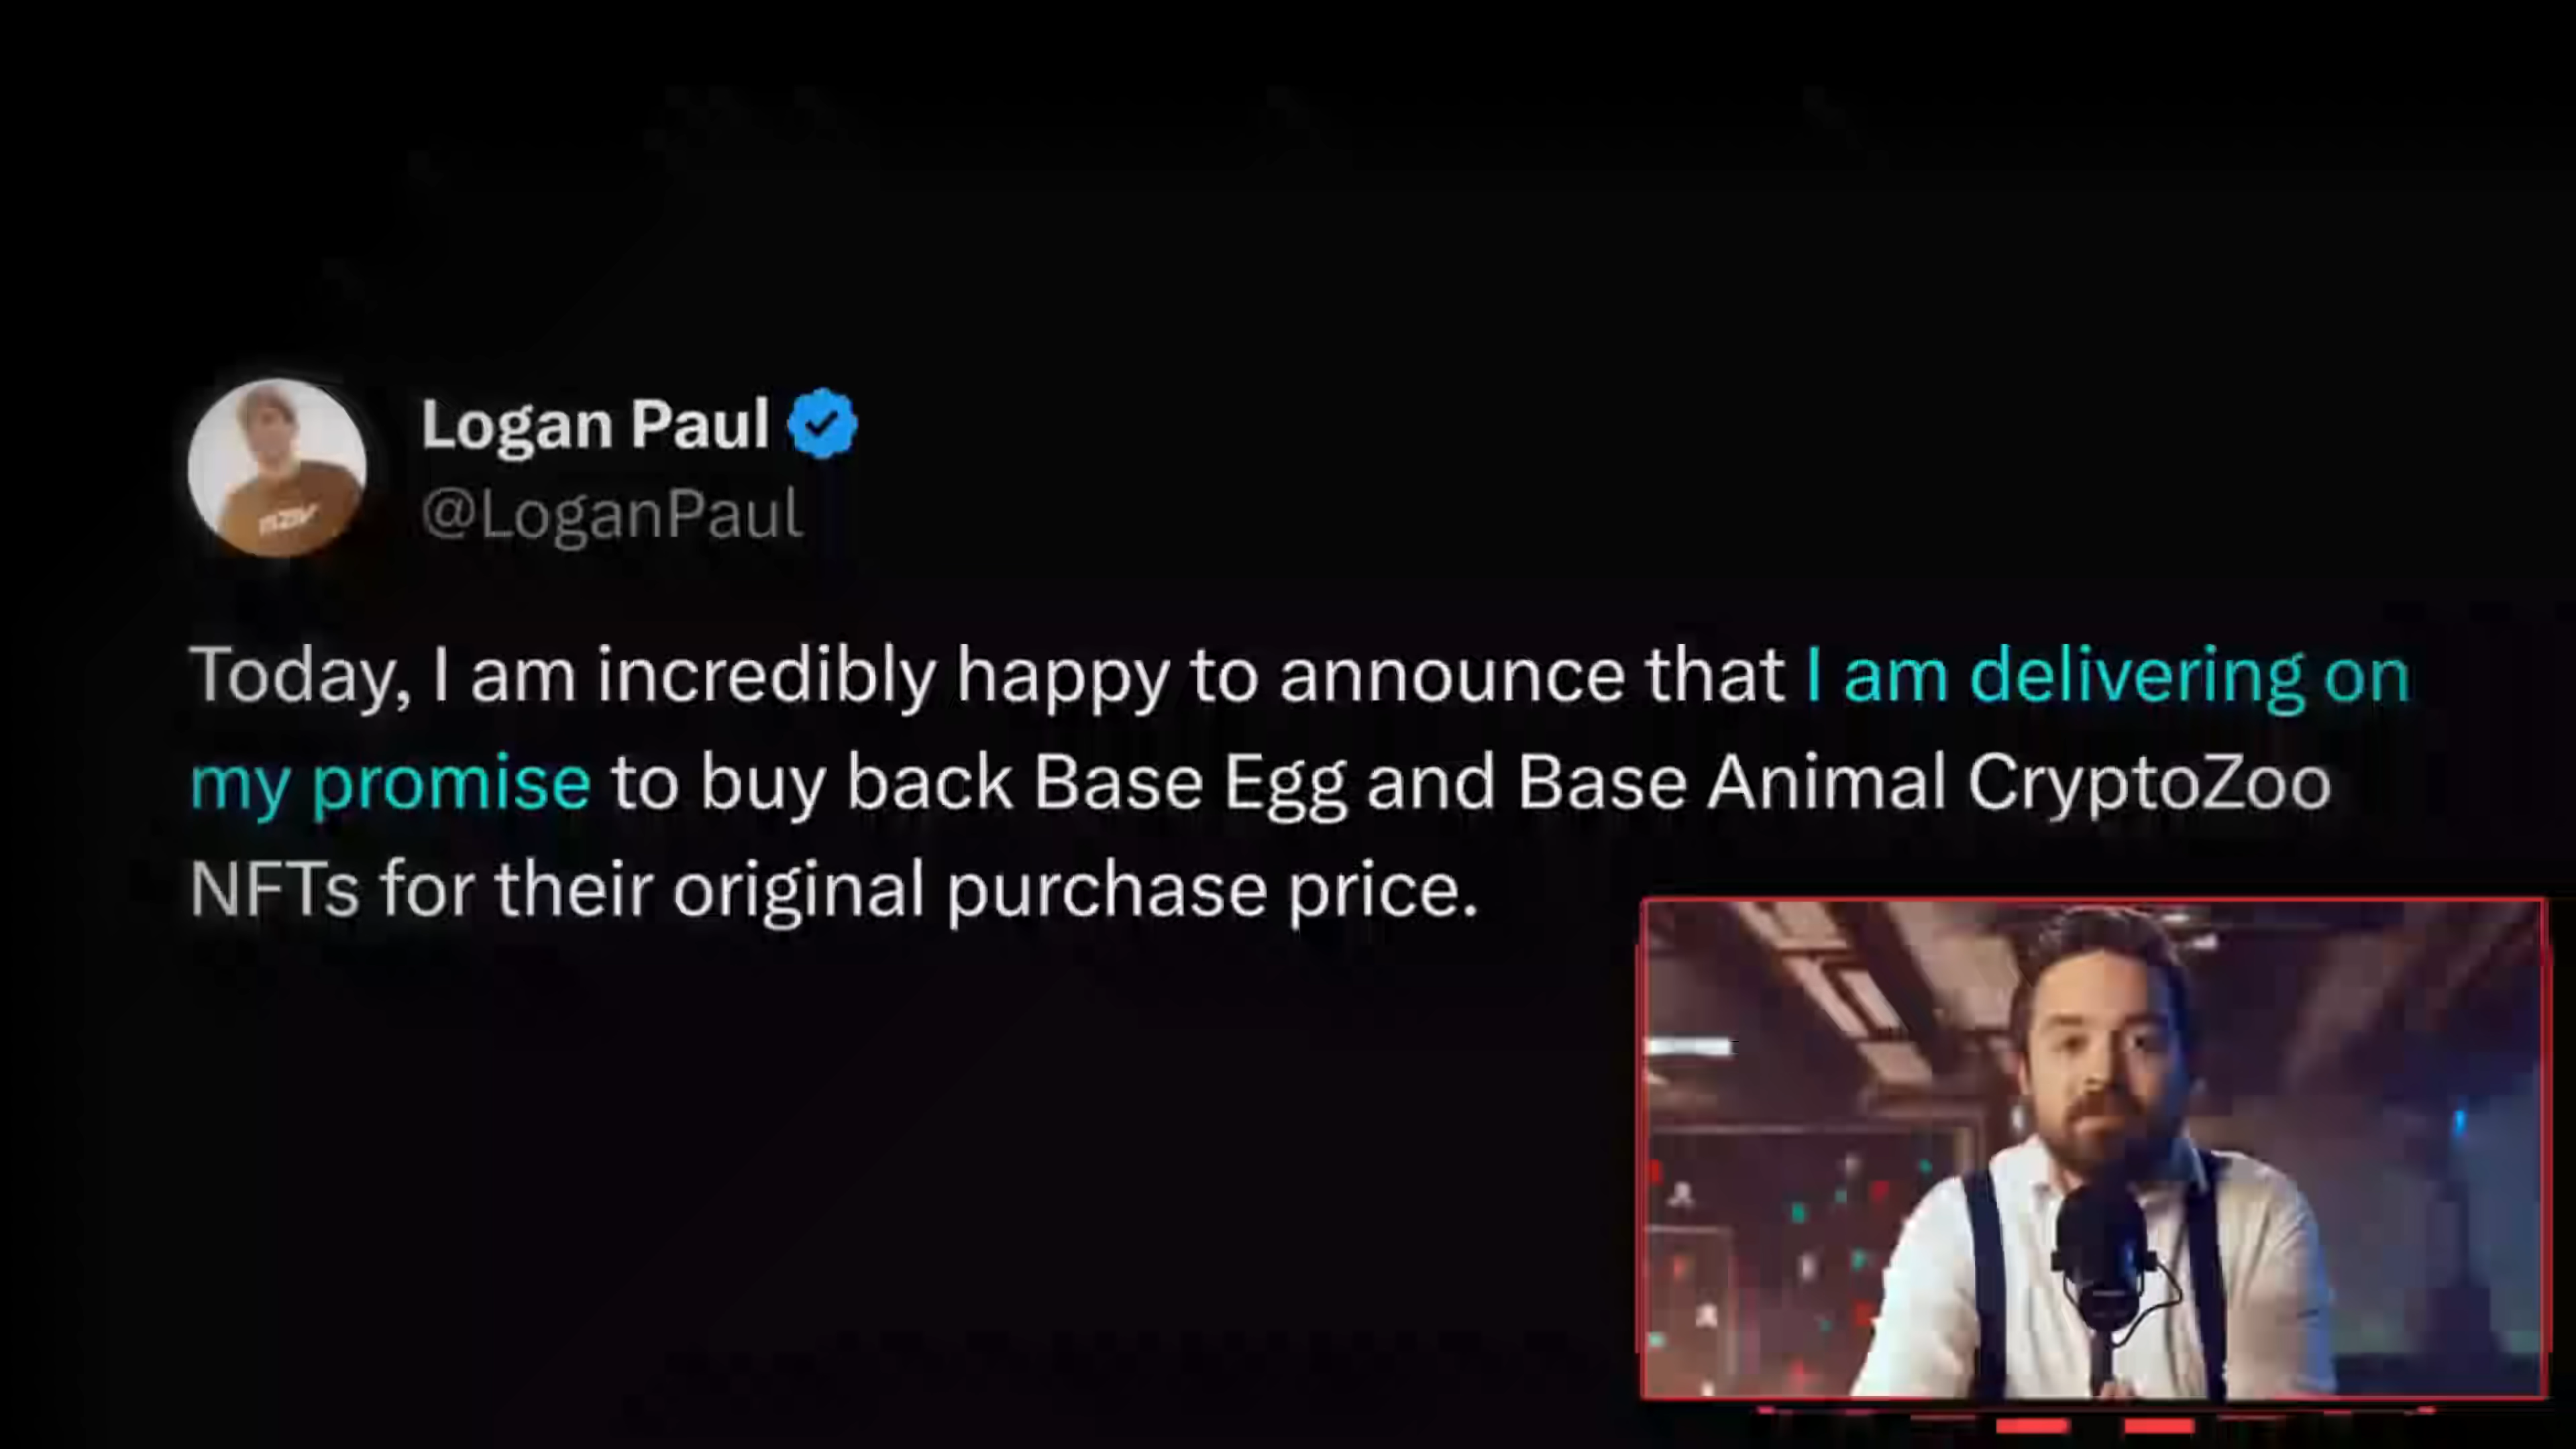 Logan Paul
@LoganPaul
Today, I am incredibly happy to announce that I am delivering on
my promise to buy back Base Egg and Base Animal CryptoZoo
NFTs for their original purchase price.